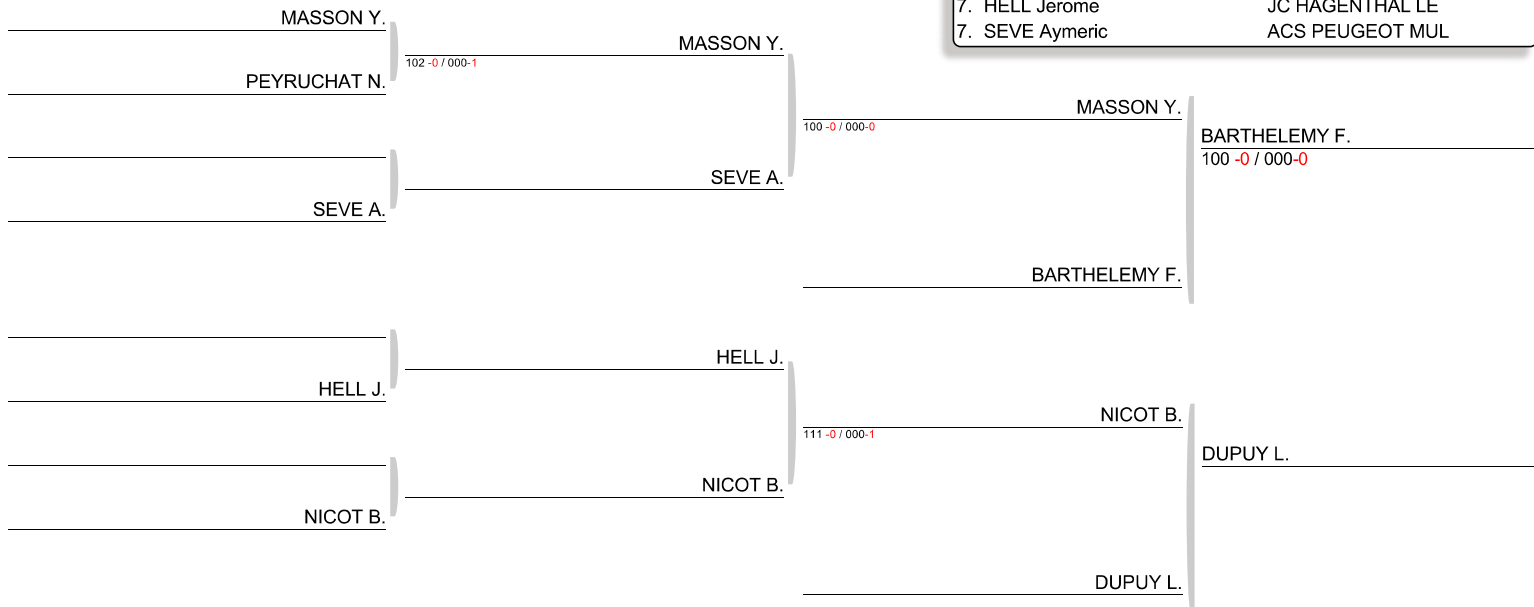 7. HELL Jerome JC HAGENTHAL LE
7. SEVE Aymeric ACS PEUGEOT MUL
MASSON Y.
PEYRUCHAT N.
SEVE A.
HELL J.
NICOT B.
MASSON Y.
102 -0 / 000-1
SEVE A.
HELL J.
NICOT B.
MASSON Y.
100 -0 / 000-0
BARTHELEMY F.
NICOT B.
111 -0 / 000-1
DUPUY L.
BARTHELEMY F.
100 -0 / 000-0
DUPUY L.